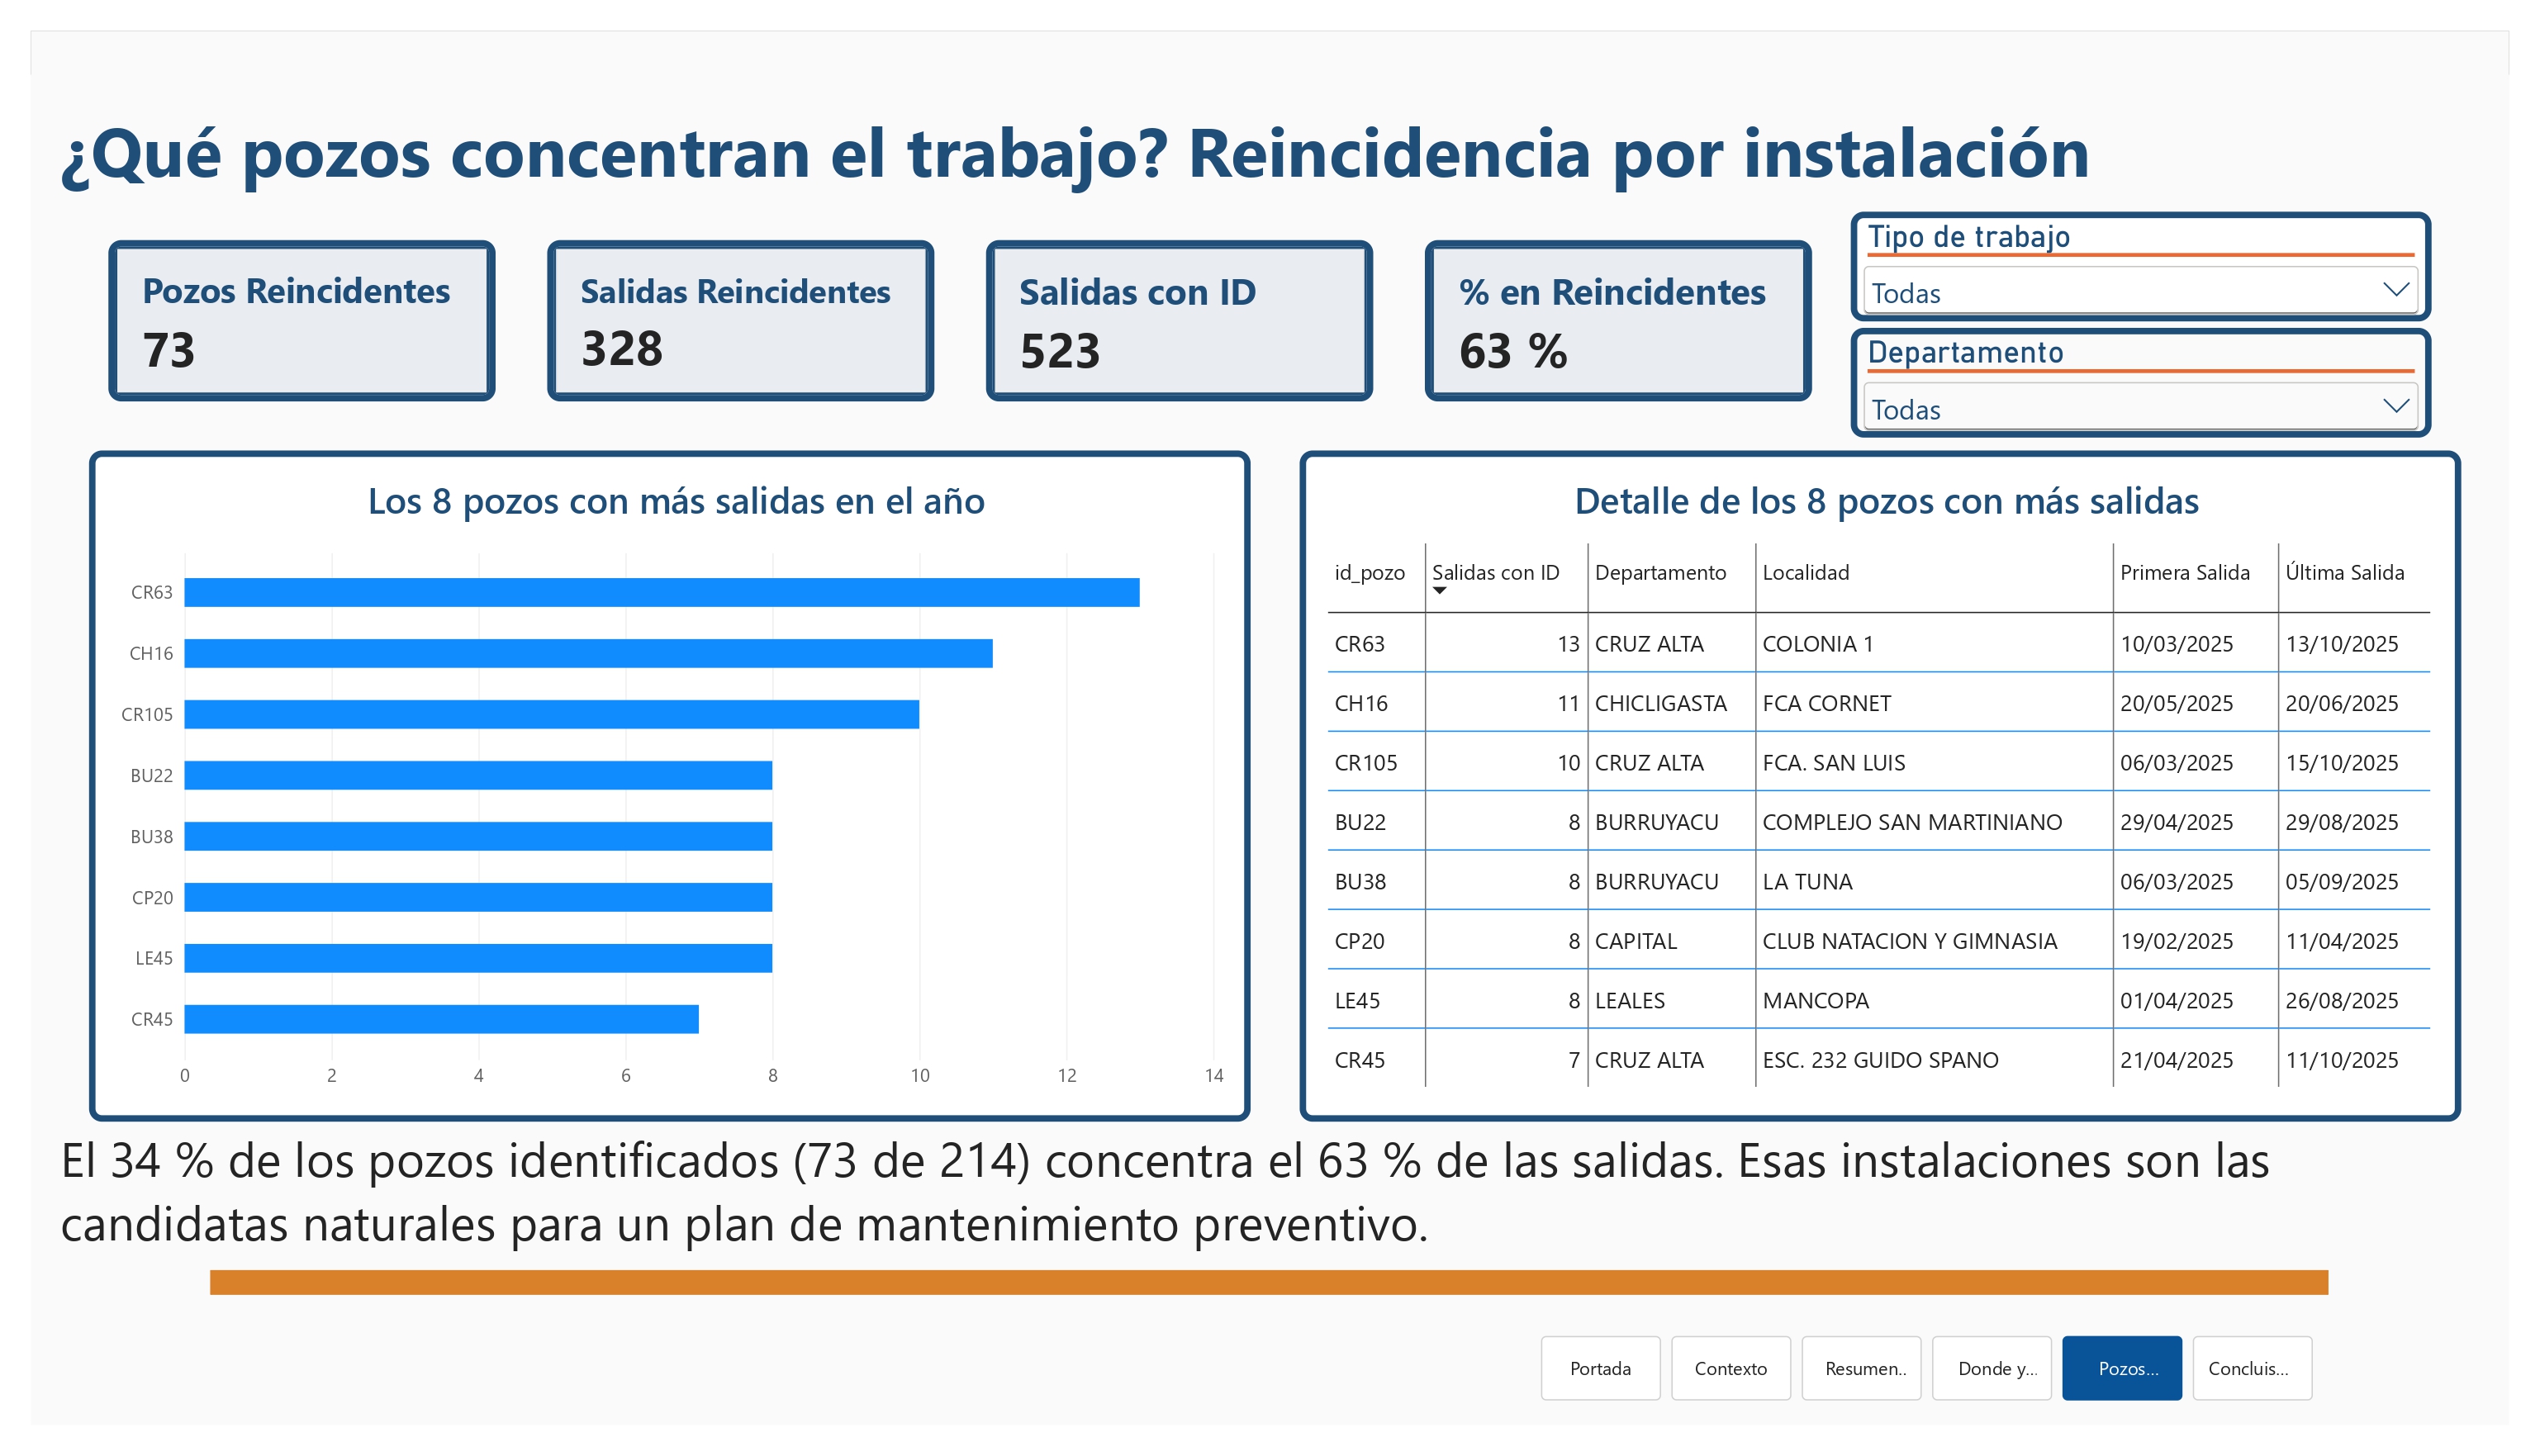 ¿Qué pozos concentran el trabajo? Reincidencia por instalación
Pozos Reincidentes
73
Salidas Reincidentes
328
Salidas con ID
523
% en Reincidentes
63 %
Tipo de trabajo
Todas
Departamento
Todas
Los 8 pozos con más salidas en el año
CR63
CH16
CR105
BU22
BU38
CP20
LE45
CR45
0 2 4 6 8 10 12 14
Detalle de los 8 pozos con más salidas
id_pozo Salidas con ID Departamento Localidad Primera Salida Última Salida
CR63 13 CRUZ ALTA COLONIA 1 10/03/2025 13/10/2025
CH16 11 CHICLIGASTA FCA CORNET 20/05/2025 20/06/2025
CR105 10 CRUZ ALTA FCA. SAN LUIS 06/03/2025 15/10/2025
BU22 8 BURRUYACU COMPLEJO SAN MARTINIANO 29/04/2025 29/08/2025
BU38 8 BURRUYACU LA TUNA 06/03/2025 05/09/2025
CP20 8 CAPITAL CLUB NATACION Y GIMNASIA 19/02/2025 11/04/2025
LE45 8 LEALES MANCOPA 01/04/2025 26/08/2025
CR45 7 CRUZ ALTA ESC. 232 GUIDO SPANO 21/04/2025 11/10/2025
El 34 % de los pozos identificados (73 de 214) concentra el 63 % de las salidas. Esas instalaciones son las
candidatas naturales para un plan de mantenimiento preventivo.
Portada Contexto Resumen.. Donde y... Pozos... Concluis...